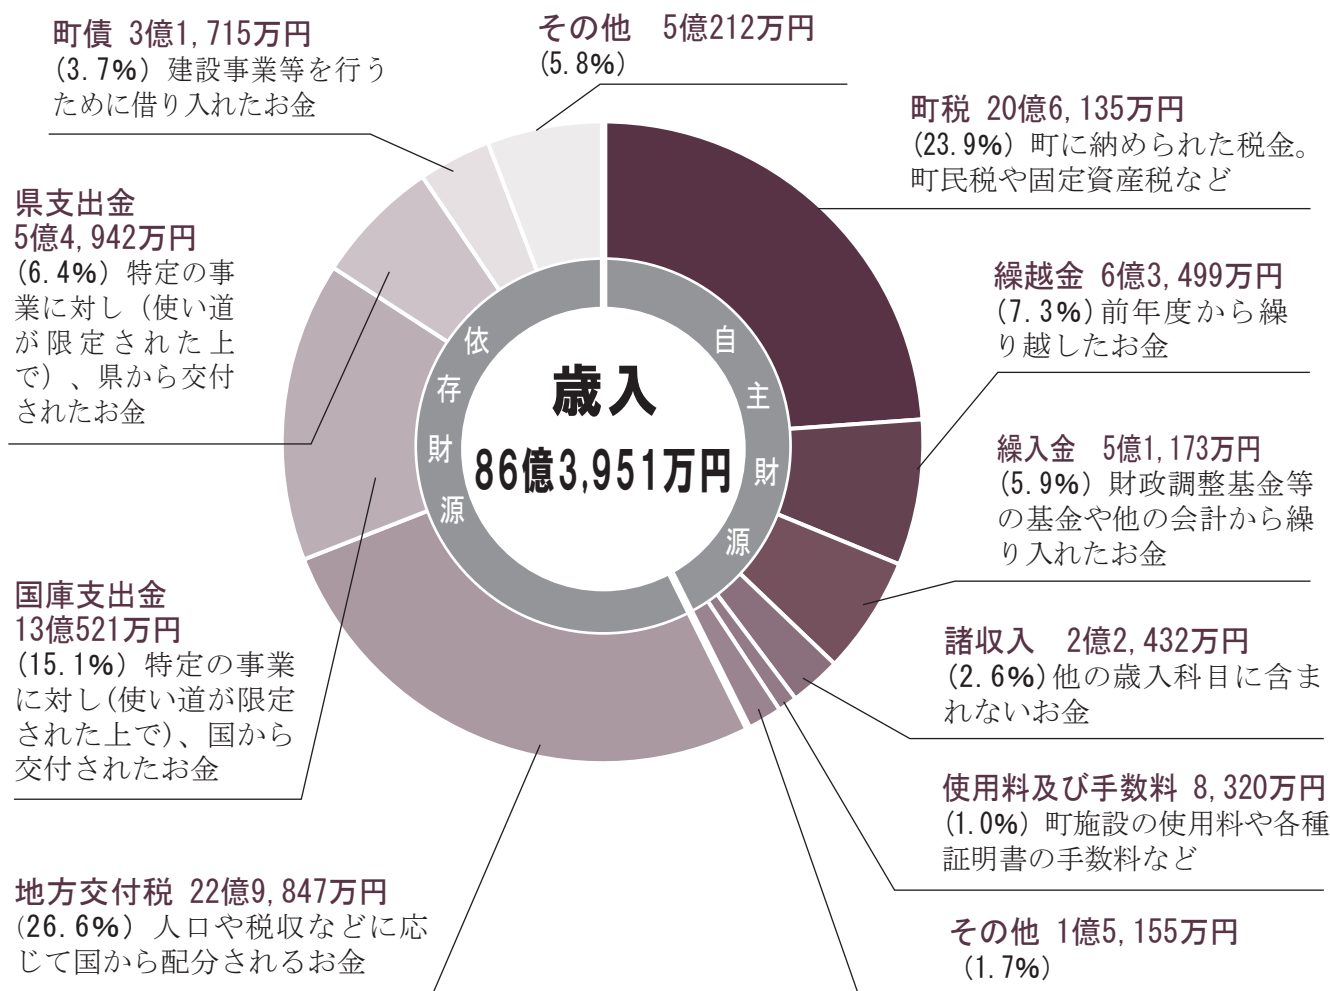 町債 3億1,715万円
(3.7%) 建設事業等を行う
ために借り入れたお金
その他 5億212万円
(5.8%)
町税 20億6,135万円
(23.9%) 町に納められた税金。
町民税や固定資産税など
県支出金
5億4,942万円
(6.4%) 特定の事
業に対し（使い道
が限定された上
で）、県から交付
されたお金
繰越金 6億3,499万円
(7.3%)前年度から繰
り越したお金
依存財源
自主財源
歳入
86億3,951万円
繰入金 5億1,173万円
(5.9%) 財政調整基金等
の基金や他の会計から繰
り入れたお金
国庫支出金
13億521万円
(15.1%) 特定の事業
に対し(使い道が限定
された上で)、国から
交付されたお金
諸収入 2億2,432万円
(2.6%)他の歳入科目に含ま
れないお金
使用料及び手数料 8,320万円
(1.0%) 町施設の使用料や各種
証明書の手数料など
地方交付税 22億9,847万円
(26.6%) 人口や税収などに応
じて国から配分されるお金
その他 1億5,155万円
(1.7%)